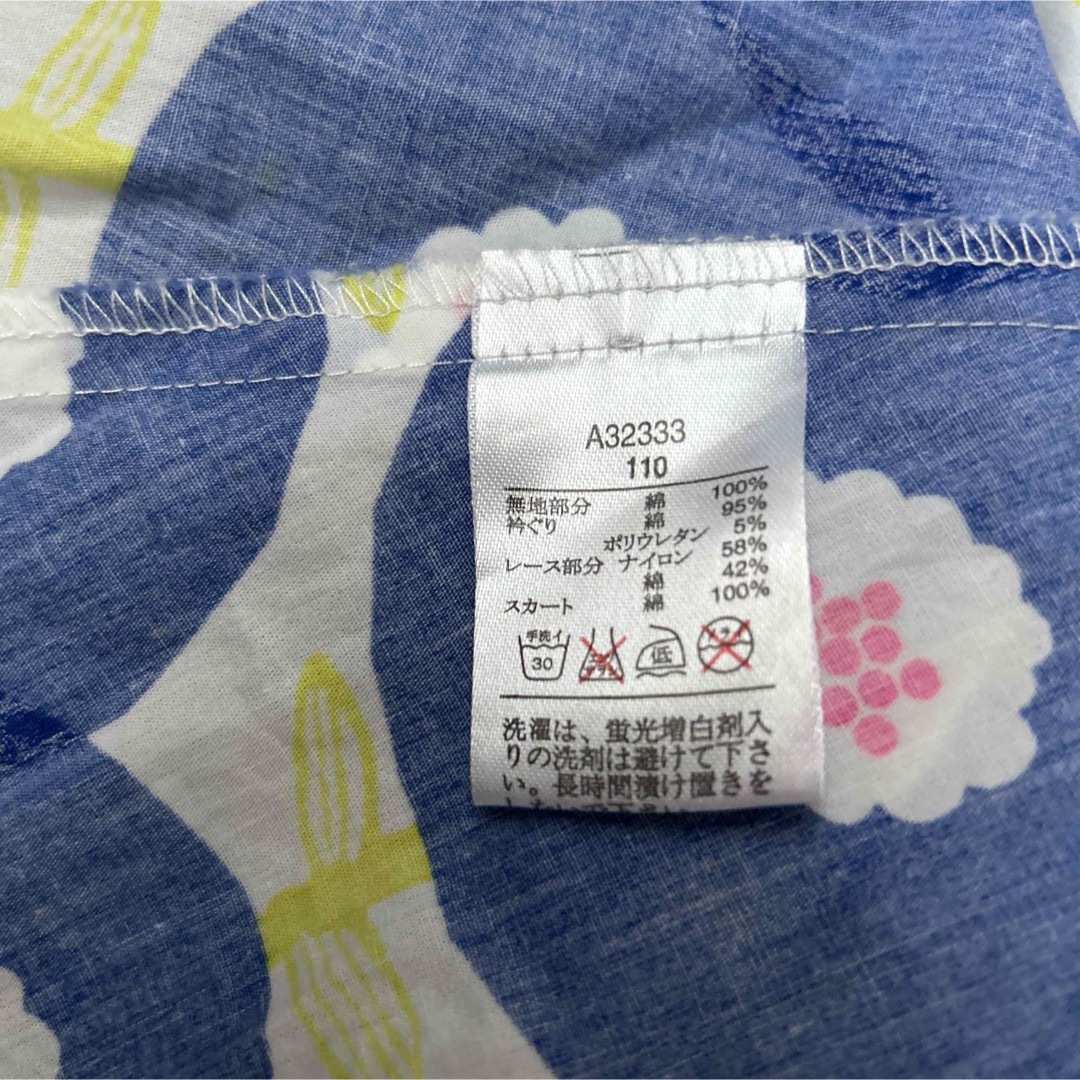 A32333
110
無地部分 綿 100%
衿ぐり 綿 95%
ポリウレタン 5%
レース部分 ナイロン 58%
綿 42%
スカート 綿 100%
手洗イ
30
低
洗濯は、蛍光増白剤入
りの洗剤は避けて下さ
い。長時間漬け置きを